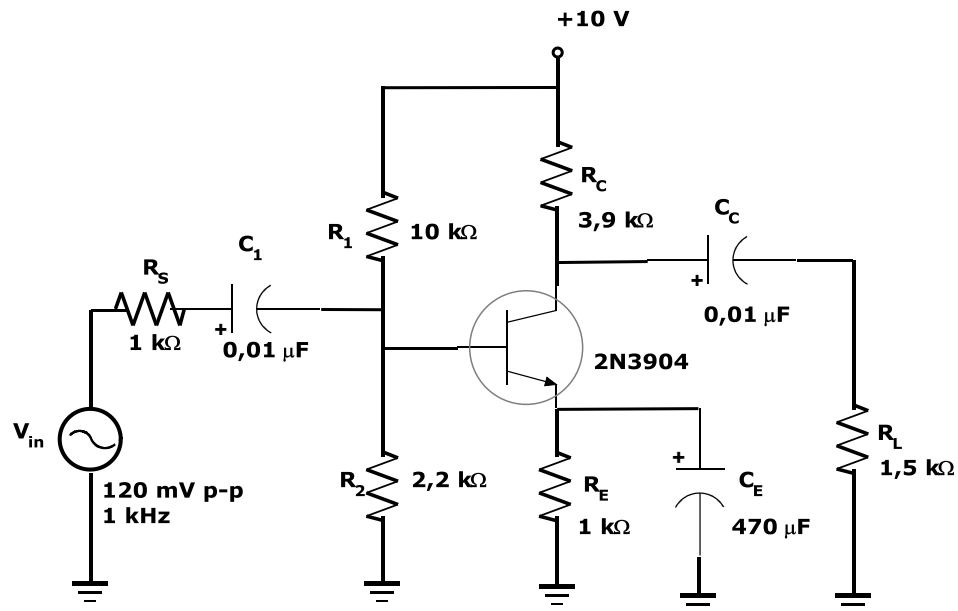 +10 V
R_C
3,9 kΩ
C_C
0,01 μF
R_1
10 kΩ
C_1
0,01 μF
R_S
1 kΩ
+
+
2N3904
V_in
120 mV p-p
1 kHz
R_2
2,2 kΩ
R_E
1 kΩ
+
C_E
470 μF
R_L
1,5 kΩ